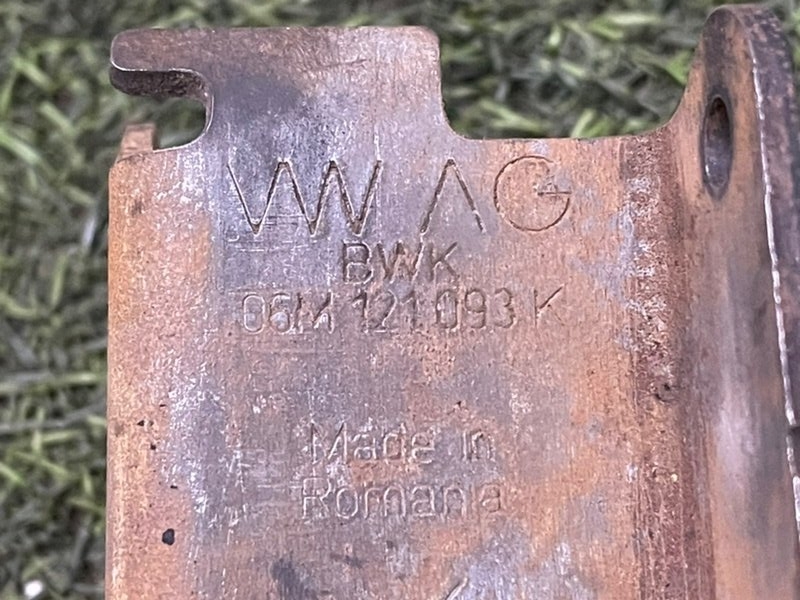 VW AG
BWK
06M 121 093 K
Made in
Romania